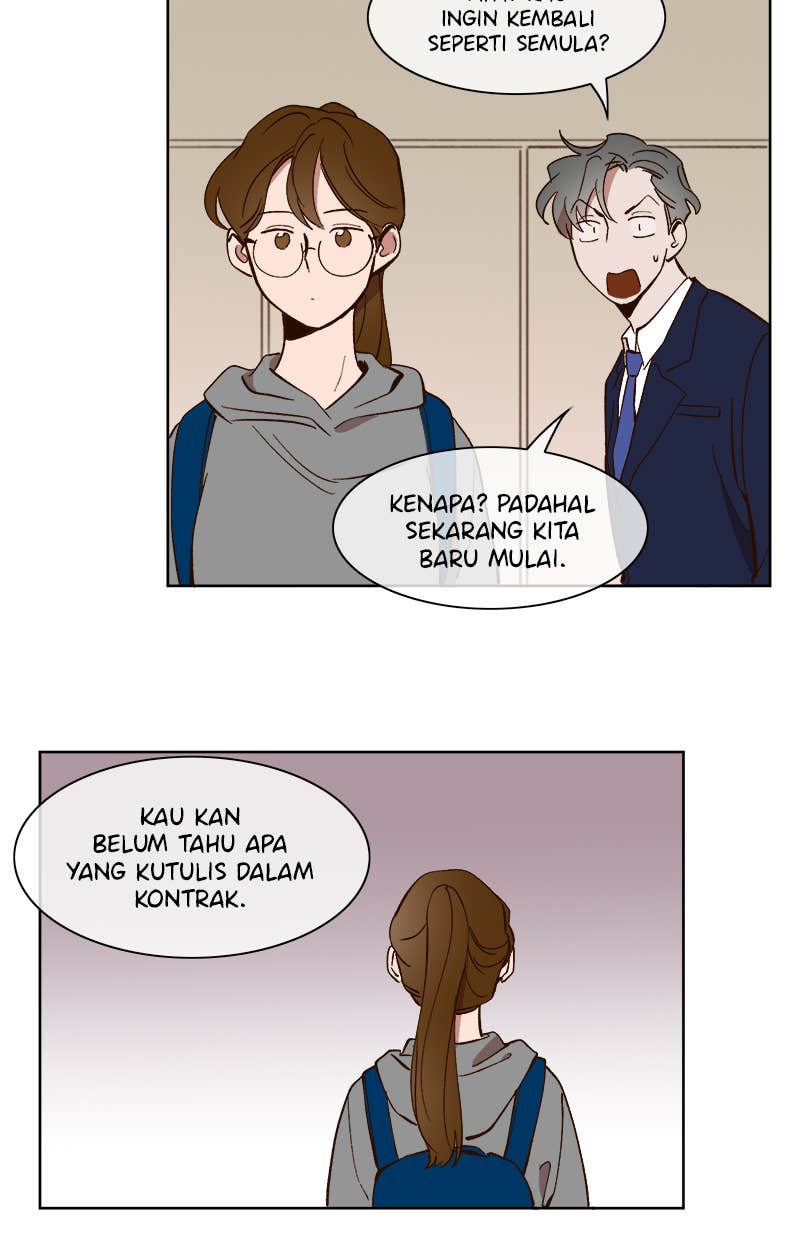 INGIN KEMBALI
SEPERTI SEMULA?
KENAPA? PADAHAL
SEKARANG KITA
BARU MULAI.
KAU KAN
BELUM TAHU APA
YANG KUTULIS DALAM
KONTRAK.